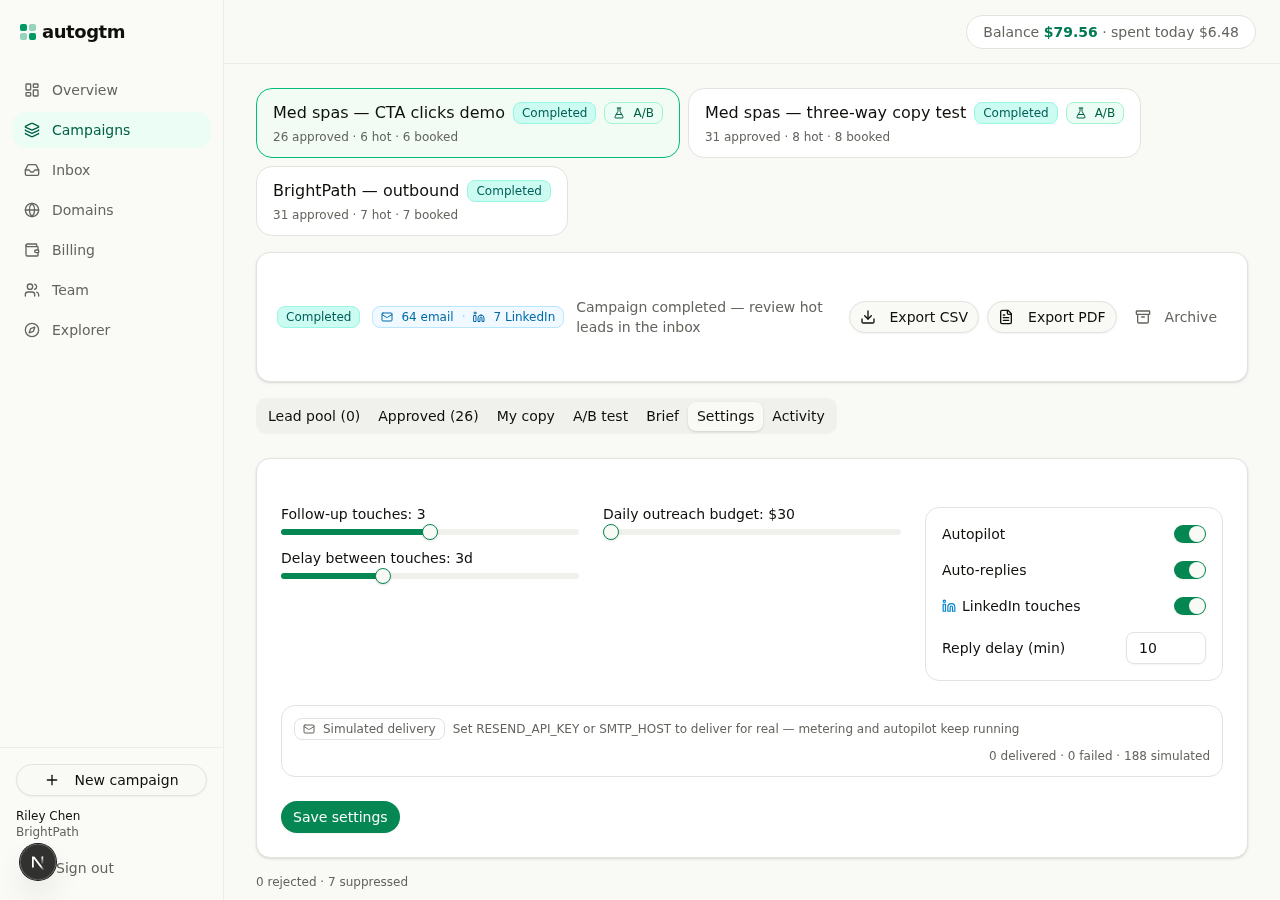 autogtm
Balance $79.56 · spent today $6.48
Overview
Campaigns
Inbox
Domains
Billing
Team
Explorer
Med spas — CTA clicks demo Completed A/B
26 approved · 6 hot · 6 booked
Med spas — three-way copy test Completed A/B
31 approved · 8 hot · 8 booked
BrightPath — outbound Completed
31 approved · 7 hot · 7 booked
Completed 64 email · 7 LinkedIn
Campaign completed — review hot
leads in the inbox
Export CSV
Export PDF
Archive
Lead pool (0) Approved (26) My copy A/B test Brief Settings Activity
Follow-up touches: 3
Delay between touches: 3d
Daily outreach budget: $30
Autopilot
Auto-replies
LinkedIn touches
Reply delay (min) 10
Simulated delivery Set RESEND_API_KEY or SMTP_HOST to deliver for real — metering and autopilot keep running
0 delivered · 0 failed · 188 simulated
Save settings
0 rejected · 7 suppressed
New campaign
Riley Chen
BrightPath
N
Sign out